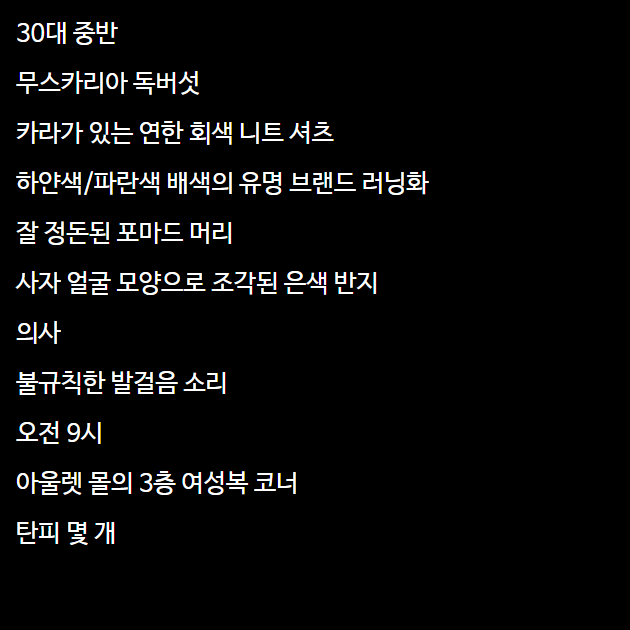 30대 중반
무스카리아 독버섯
카라가 있는 연한 회색 니트 셔츠
하얀색/파란색 배색의 유명 브랜드 러닝화
잘 정돈된 포마드 머리
사자 얼굴 모양으로 조각된 은색 반지
의사
불규칙한 발걸음 소리
오전 9시
아울렛 몰의 3층 여성복 코너
탄피 몇 개